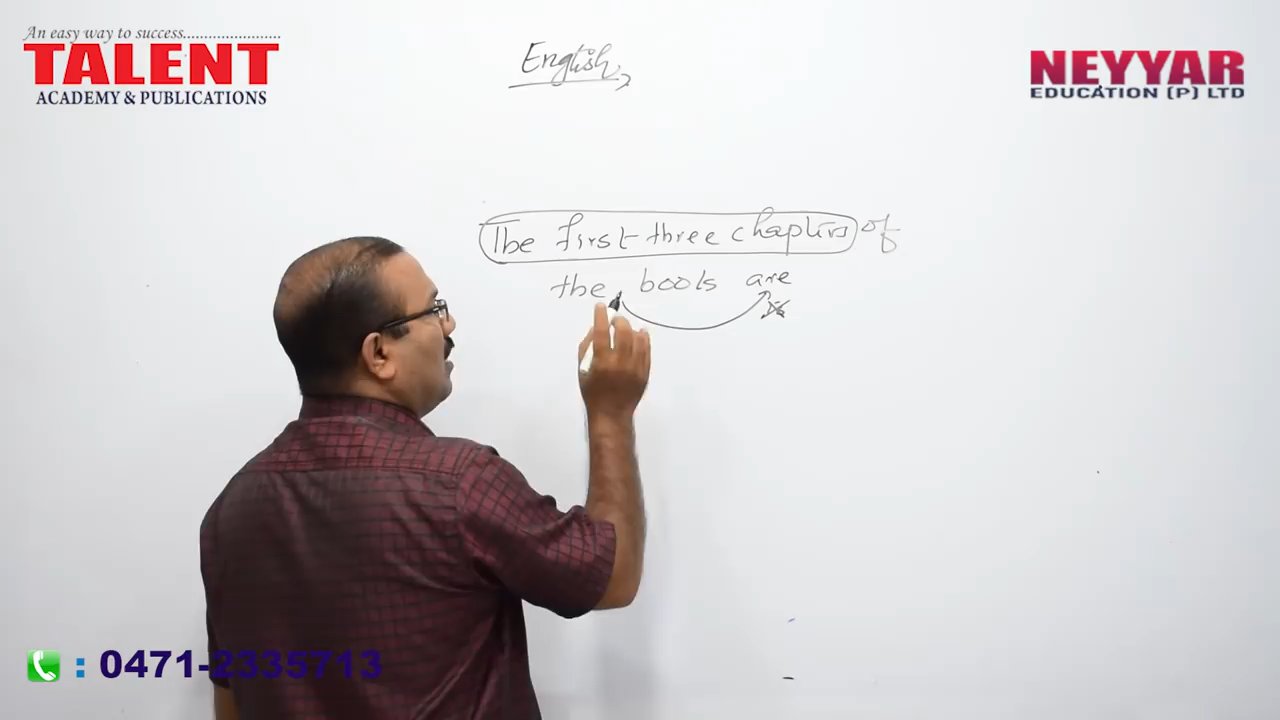 An easy way to success......................
TALENT
ACADEMY & PUBLICATIONS
English
NEYYAR
EDUCATION (P) LTD
The first three chapters of
the books are
: 0471-2335713